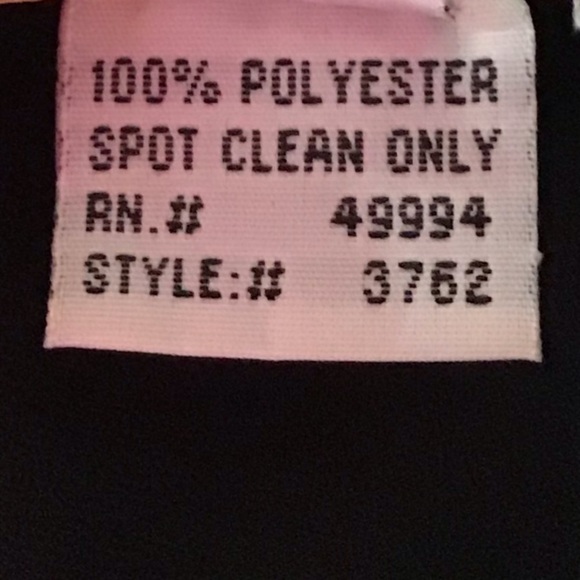 100% POLYESTER
SPOT CLEAN ONLY
RN.# 49994
STYLE:# 3762